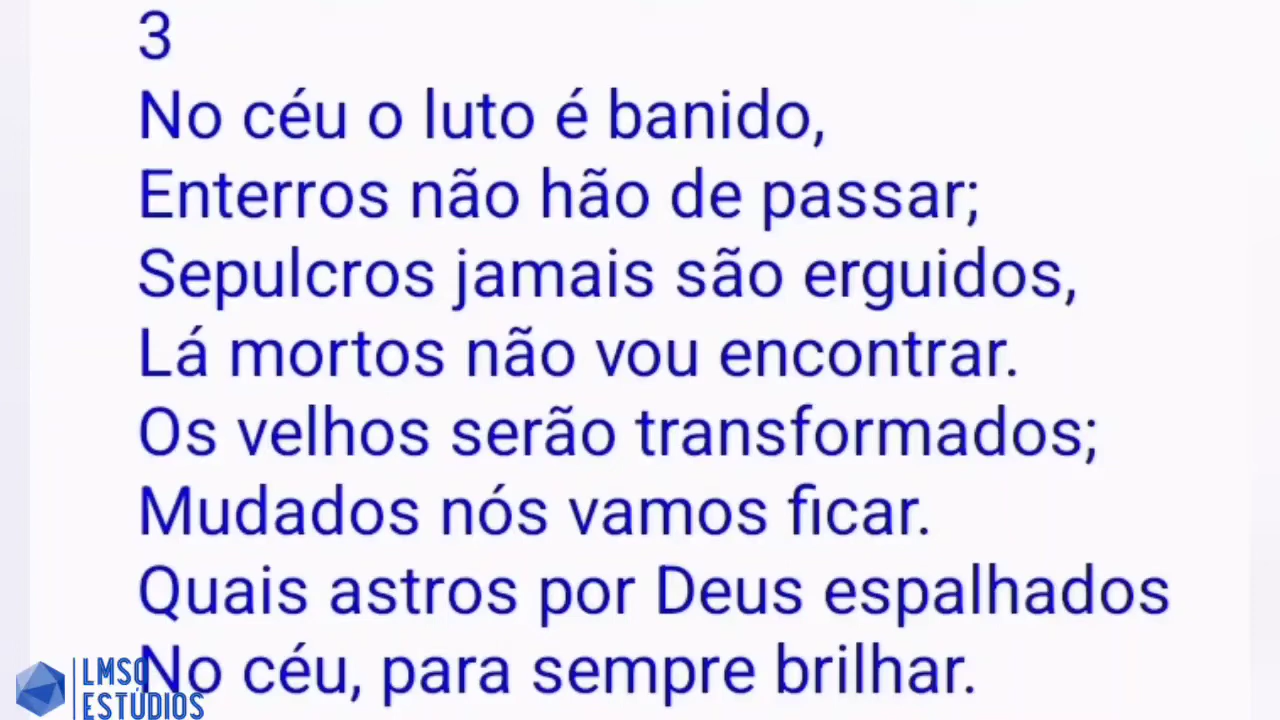 3
No céu o luto é banido,
Enterros não hão de passar;
Sepulcros jamais são erguidos,
Lá mortos não vou encontrar.
Os velhos serão transformados;
Mudados nós vamos ficar.
Quais astros por Deus espalhados
No céu, para sempre brilhar.
LMSO
ESTÚDIOS